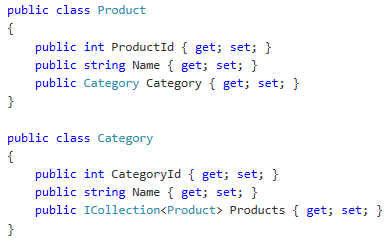 public class Product
{
    public int ProductId { get; set; }
    public string Name { get; set; }
    public Category Category { get; set; }
}

public class Category
{
    public int CategoryId { get; set; }
    public string Name { get; set; }
    public ICollection<Product> Products { get; set; }
}